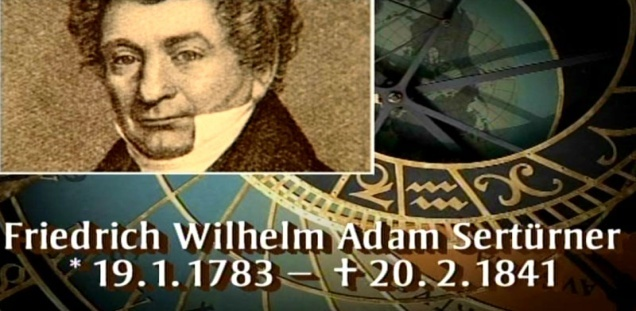 Friedrich Wilhelm Adam Sertürner
* 19.1.1783 – † 20. 2.1841